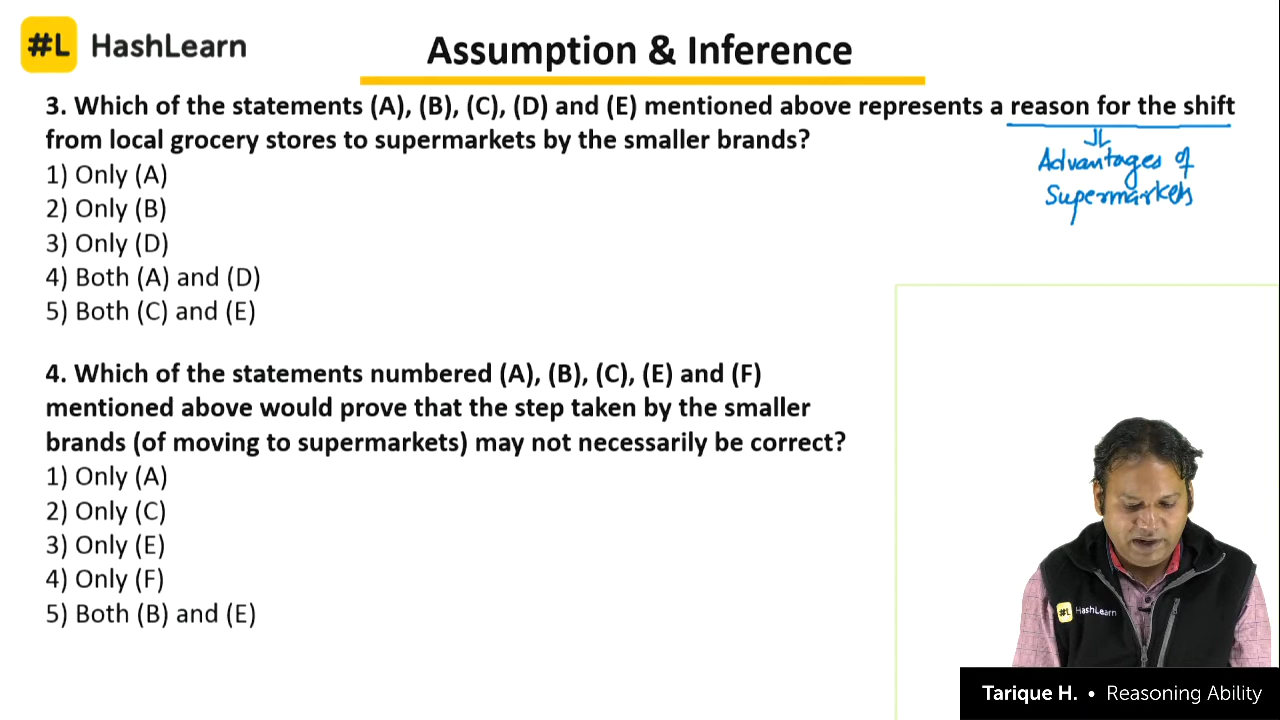 #L HashLearn
Assumption & Inference
3. Which of the statements (A), (B), (C), (D) and (E) mentioned above represents a reason for the shift
from local grocery stores to supermarkets by the smaller brands?
Advantages of
Supermarkets
1) Only (A)
2) Only (B)
3) Only (D)
4) Both (A) and (D)
5) Both (C) and (E)
4. Which of the statements numbered (A), (B), (C), (E) and (F)
mentioned above would prove that the step taken by the smaller
brands (of moving to supermarkets) may not necessarily be correct?
1) Only (A)
2) Only (C)
3) Only (E)
4) Only (F)
5) Both (B) and (E)
#L HashLearn
Tarique H. • Reasoning Ability